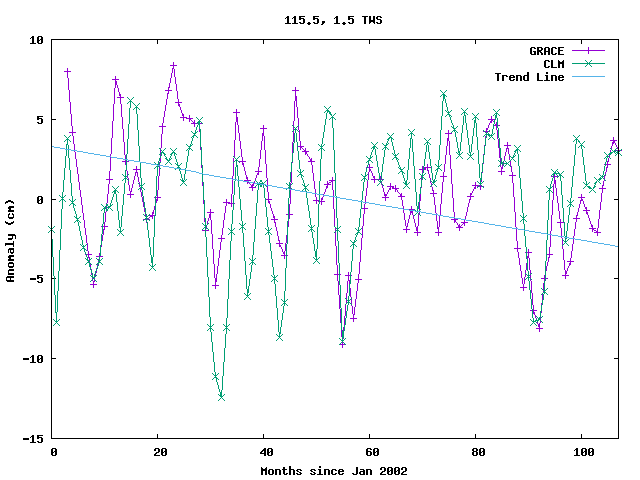 115.5, 1.5 TWS
GRACE
CLM
Trend Line
10
5
0
-5
-10
-15
Anomaly (cm)
0 20 40 60 80 100
Months since Jan 2002